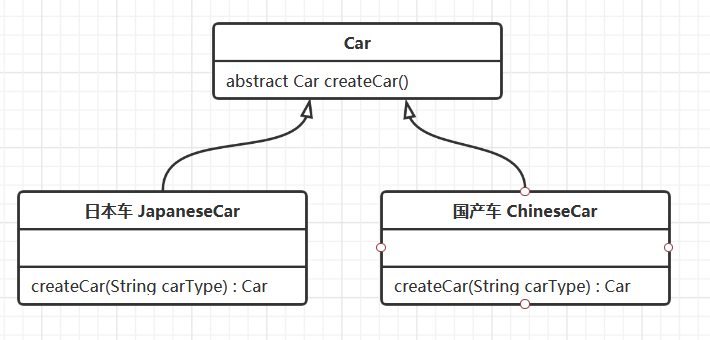 Car
abstract Car createCar()
日本车 JapaneseCar
createCar(String carType) : Car
国产车 ChineseCar
createCar(String carType) : Car